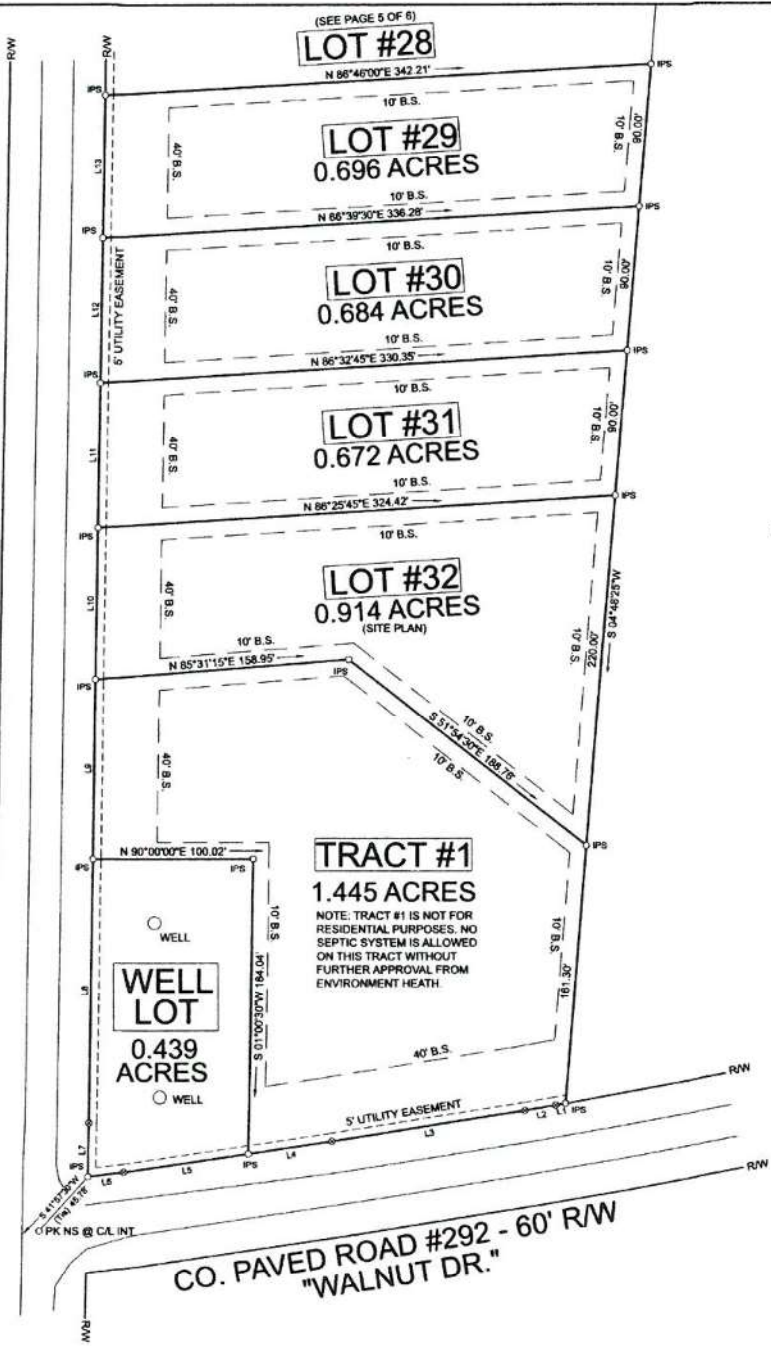 (SEE PAGE 5 OF 6)
LOT #28
R/W
R/W
N 86°46'00"E 342.21'
IPS
IPS
10' B.S.
40' B.S.
LOT #29
0.696 ACRES
10' B.S.
90.00'
L13
10' B.S.
N 86°39'30"E 336.28'
IPS
IPS
10' B.S.
5' UTILITY EASEMENT
40' B.S.
LOT #30
0.684 ACRES
10' B.S.
90.00'
L12
10' B.S.
N 86°32'45"E 330.35'
IPS
IPS
10' B.S.
40' B.S.
LOT #31
0.672 ACRES
10' B.S.
90.00'
L11
10' B.S.
N 86°25'45"E 324.42'
IPS
IPS
10' B.S.
40' B.S.
LOT #32
0.914 ACRES
(SITE PLAN)
L10
10' B.S.
220.00'
S 04°48'25"W
10' B.S.
N 85°31'15"E 158.95'
IPS
IPS
10' B.S.
S 51°54'30"E 188.76'
10' B.S.
40' B.S.
L9
IPS
N 90°00'00"E 100.02'
IPS
IPS
TRACT #1
1.445 ACRES
NOTE: TRACT #1 IS NOT FOR
RESIDENTIAL PURPOSES. NO
SEPTIC SYSTEM IS ALLOWED
ON THIS TRACT WITHOUT
FURTHER APPROVAL FROM
ENVIRONMENT HEATH.
10' B.S.
10' B.S.
161.30'
WELL
WELL
LOT
0.439
ACRES
WELL
L8
S 01°00'30"W 184.04'
40' B.S.
R/W
5' UTILITY EASEMENT
L7
IPS
L6
L5
IPS
L4
L3
L2
L1
IPS
S 41°57'30"W
(Tie) 45.78'
PK NS @ C/L INT.
R/W
CO. PAVED ROAD #292 - 60' R/W
"WALNUT DR."
R/W